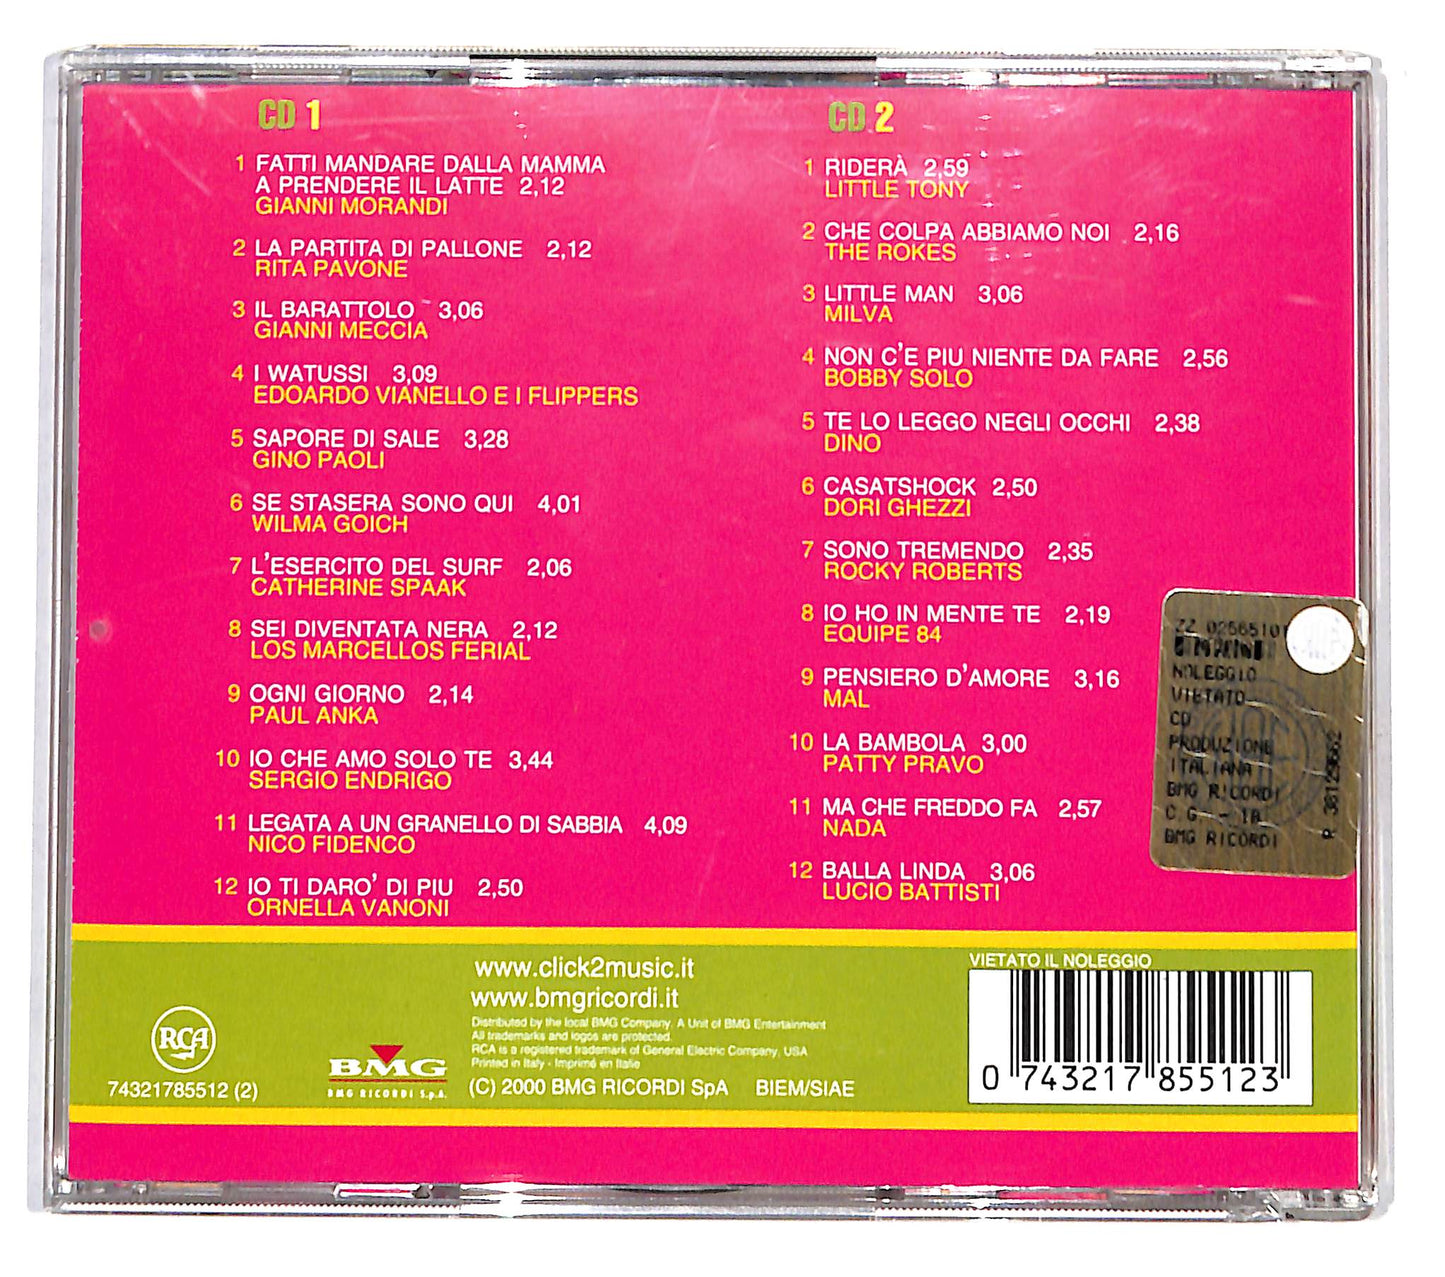 CD 1
1 FATTI MANDARE DALLA MAMMA
A PRENDERE IL LATTE 2,12
GIANNI MORANDI
2 LA PARTITA DI PALLONE 2,12
RITA PAVONE
3 IL BARATTOLO 3,06
GIANNI MECCIA
4 I WATUSSI 3,09
EDOARDO VIANELLO E I FLIPPERS
5 SAPORE DI SALE 3,28
GINO PAOLI
6 SE STASERA SONO QUI 4,01
WILMA GOICH
7 L'ESERCITO DEL SURF 2,06
CATHERINE SPAAK
8 SEI DIVENTATA NERA 2,12
LOS MARCELLOS FERIAL
9 OGNI GIORNO 2,14
PAUL ANKA
10 IO CHE AMO SOLO TE 3,44
SERGIO ENDRIGO
11 LEGATA A UN GRANELLO DI SABBIA 4,09
NICO FIDENCO
12 IO TI DARO' DI PIU 2,50
ORNELLA VANONI
CD 2
1 RIDERÀ 2,59
LITTLE TONY
2 CHE COLPA ABBIAMO NOI 2,16
THE ROKES
3 LITTLE MAN 3,06
MILVA
4 NON C'E PIU NIENTE DA FARE 2,56
BOBBY SOLO
5 TE LO LEGGO NEGLI OCCHI 2,38
DINO
6 CASATSHOCK 2,50
DORI GHEZZI
7 SONO TREMENDO 2,35
ROCKY ROBERTS
8 IO HO IN MENTE TE 2,19
EQUIPE 84
9 PENSIERO D'AMORE 3,16
MAL
10 LA BAMBOLA 3,00
PATTY PRAVO
11 MA CHE FREDDO FA 2,57
NADA
12 BALLA LINDA 3,06
LUCIO BATTISTI
ZZ 0256510
NOLEGGIO
VIETATO
CD
PRODUZIONE
ITALIANA
BMG RICORDI
C.G. - 1A
BMG RICORDI
R 38129662
RCA
74321785512 (2)
BMG
BMG RICORDI S.p.A.
www.click2music.it
www.bmgricordi.it
Distributed by the local BMG Company. A Unit of BMG Entertainment
All trademarks and logos are protected.
RCA is a registered trademark of General Electric Company, USA
Printed in Italy - Imprimé en Italie
(C) 2000 BMG RICORDI SpA BIEM/SIAE
VIETATO IL NOLEGGIO
0 743217 855123